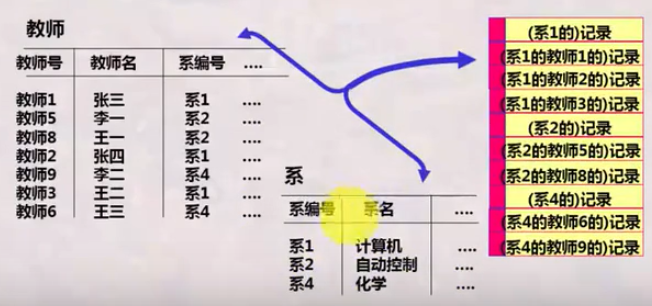 教师
教师号 教师名 系编号 ....
教师1 张三 系1 ....
教师5 李一 系2 ....
教师8 王一 系2 ....
教师2 张四 系1 ....
教师9 李二 系4 ....
教师3 王二 系1 ....
教师6 王三 系4 ....
系
系编号 系名 ....
系1 计算机 ....
系2 自动控制 ....
系4 化学 ....
(系1的)记录
(系1的教师1的)记录
(系1的教师2的)记录
(系1的教师3的)记录
(系2的)记录
(系2的教师5的)记录
(系2的教师8的)记录
(系4的)记录
(系4的教师6的)记录
(系4的教师9的)记录